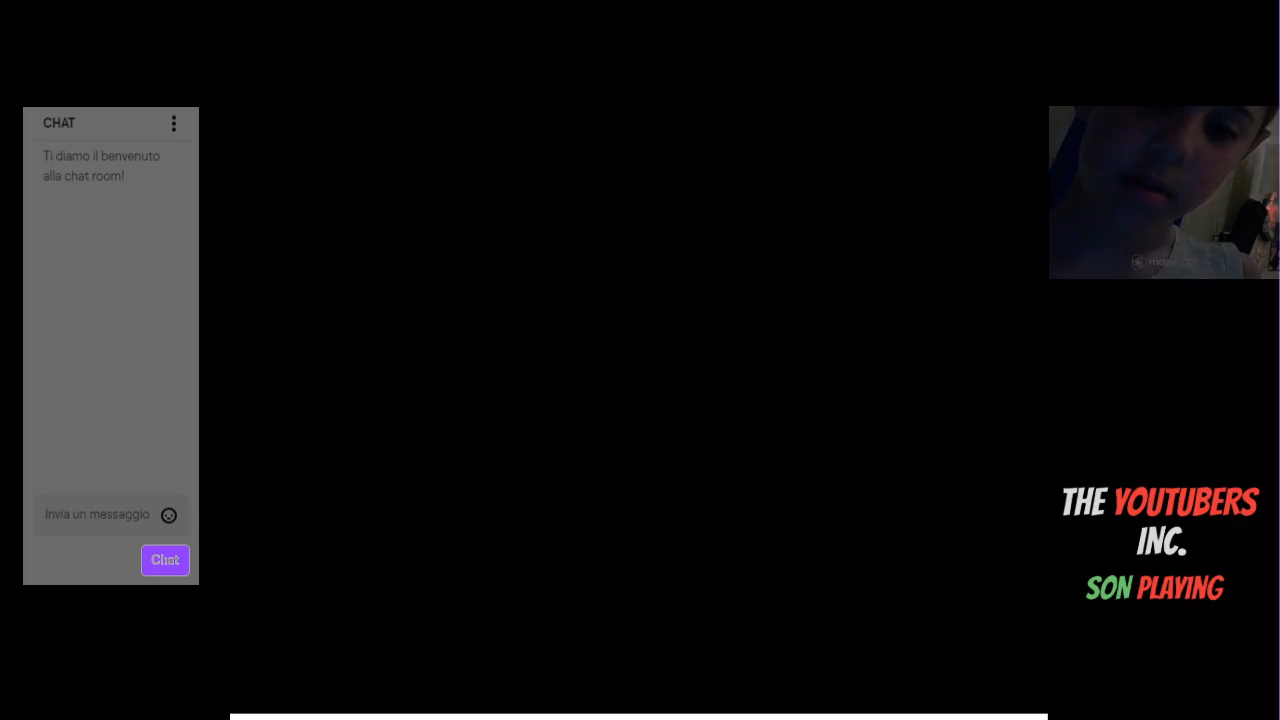 CHAT
Ti diamo il benvenuto
alla chat room!
Invia un messaggio
Chat
THE YOUTUBERS
INC.
SON PLAYING